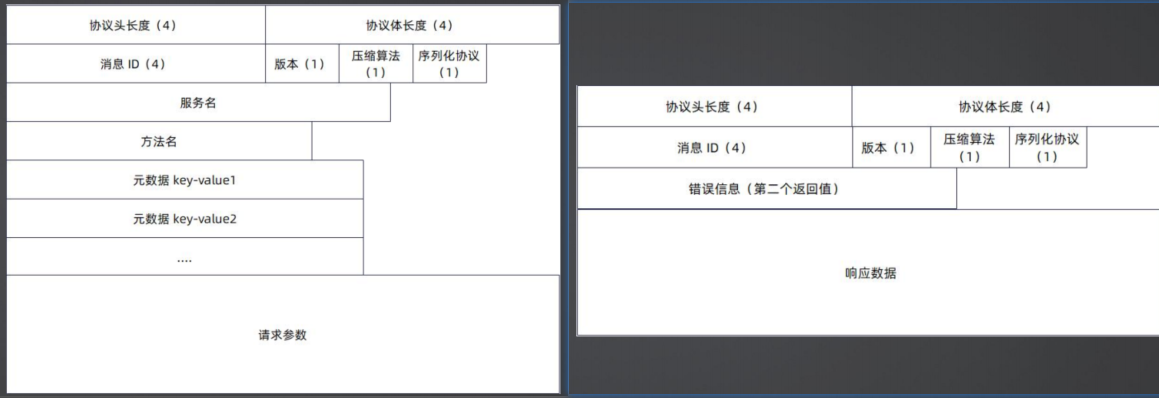 协议头长度（4）
协议体长度（4）
消息 ID（4）
版本（1）
压缩算法
（1）
序列化协议
（1）
服务名
方法名
元数据 key-value1
元数据 key-value2
....
请求参数
协议头长度（4）
协议体长度（4）
消息 ID（4）
版本（1）
压缩算法
（1）
序列化协议
（1）
错误信息（第二个返回值）
响应数据